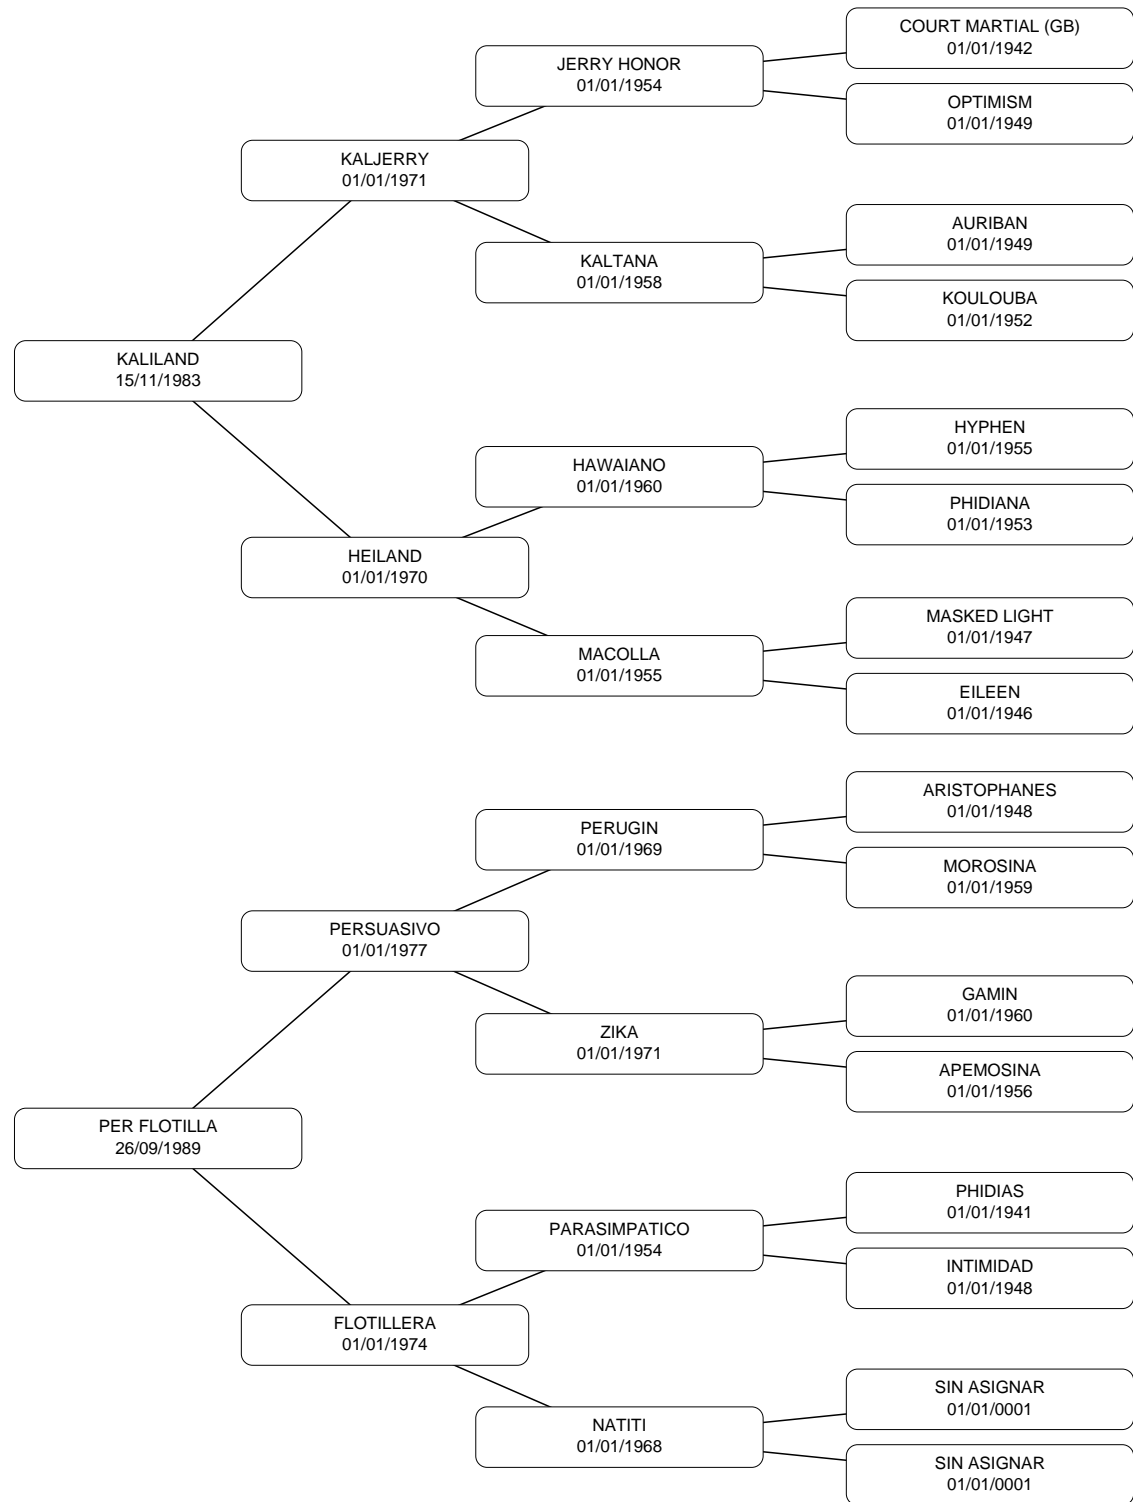 COURT MARTIAL (GB)
01/01/1942
JERRY HONOR
01/01/1954
OPTIMISM
01/01/1949
KALJERRY
01/01/1971
AURIBAN
01/01/1949
KALTANA
01/01/1958
KOULOUBA
01/01/1952
KALILAND
15/11/1983
HYPHEN
01/01/1955
HAWAIANO
01/01/1960
PHIDIANA
01/01/1953
HEILAND
01/01/1970
MASKED LIGHT
01/01/1947
MACOLLA
01/01/1955
EILEEN
01/01/1946
ARISTOPHANES
01/01/1948
PERUGIN
01/01/1969
MOROSINA
01/01/1959
PERSUASIVO
01/01/1977
GAMIN
01/01/1960
ZIKA
01/01/1971
APEMOSINA
01/01/1956
PER FLOTILLA
26/09/1989
PHIDIAS
01/01/1941
PARASIMPATICO
01/01/1954
INTIMIDAD
01/01/1948
FLOTILLERA
01/01/1974
SIN ASIGNAR
01/01/0001
NATITI
01/01/1968
SIN ASIGNAR
01/01/0001